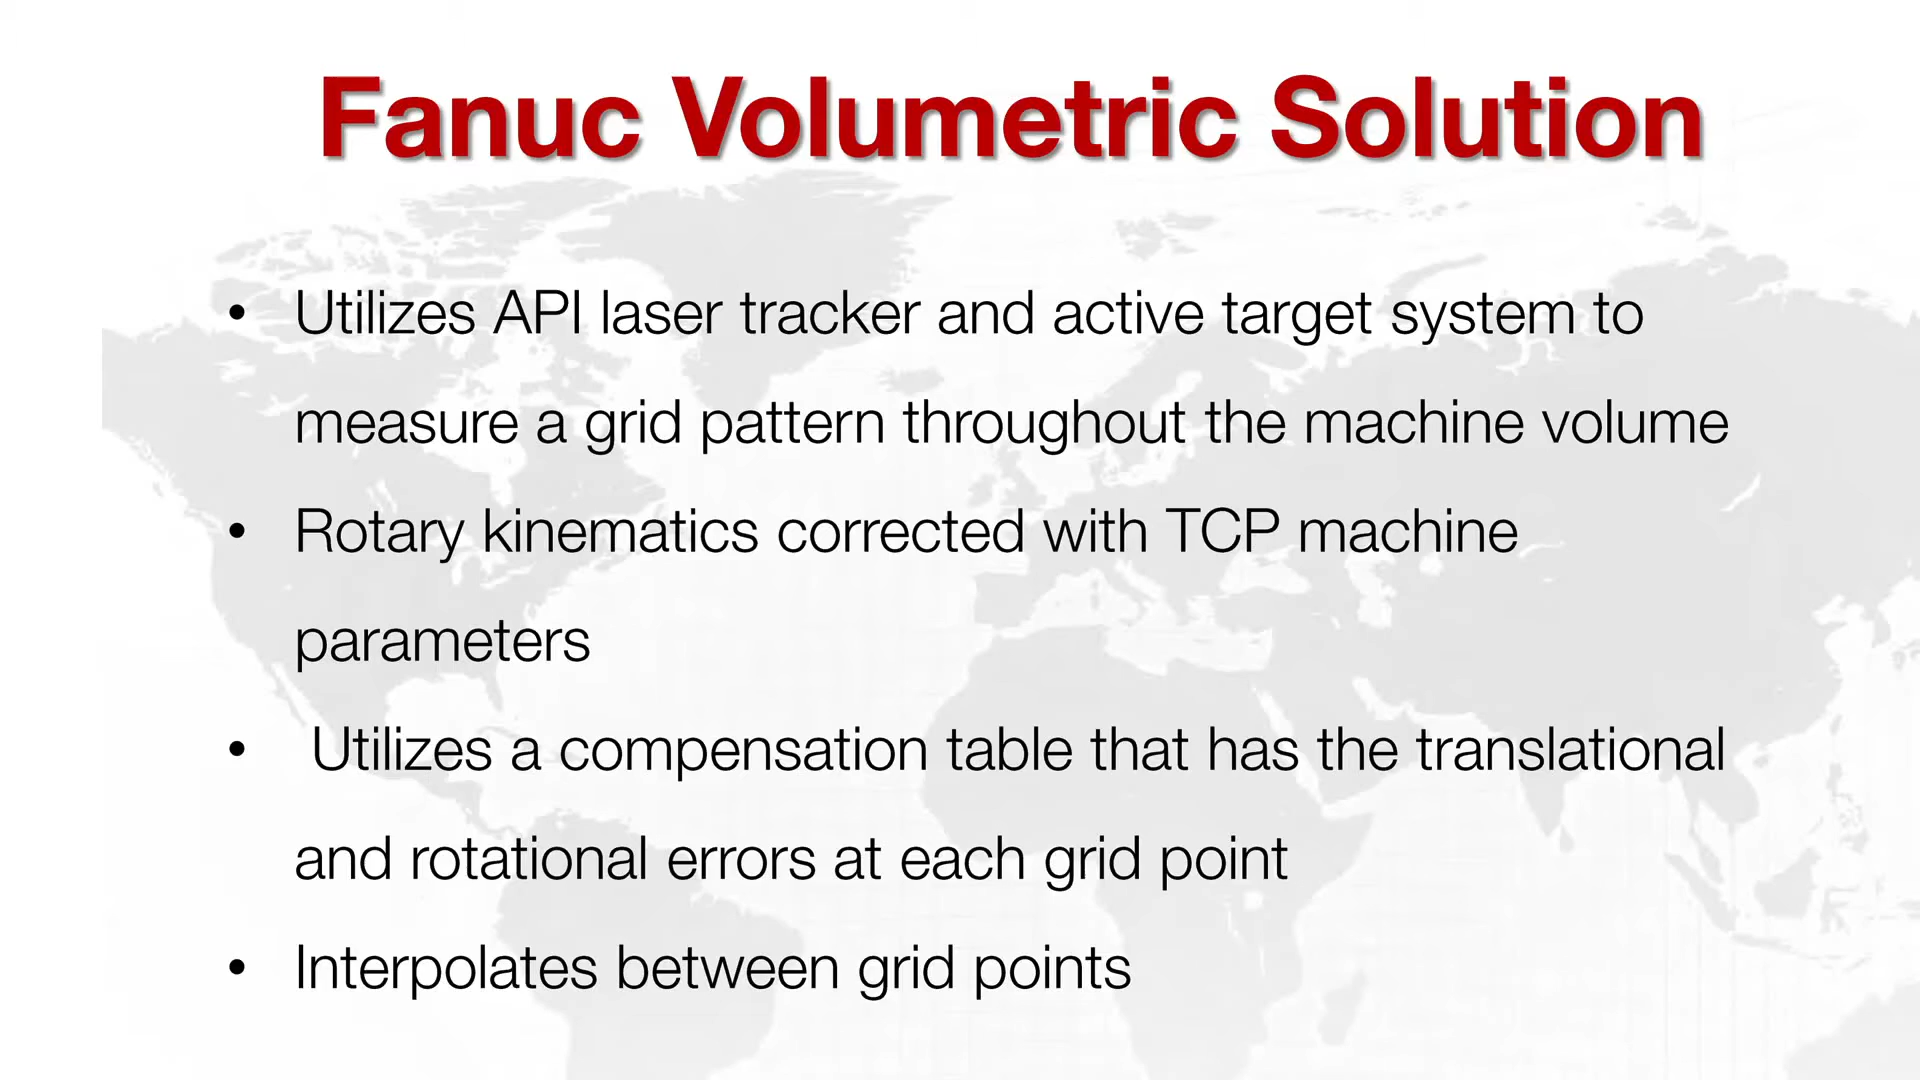 Fanuc Volumetric Solution
• Utilizes API laser tracker and active target system to
measure a grid pattern throughout the machine volume
• Rotary kinematics corrected with TCP machine
parameters
• Utilizes a compensation table that has the translational
and rotational errors at each grid point
• Interpolates between grid points